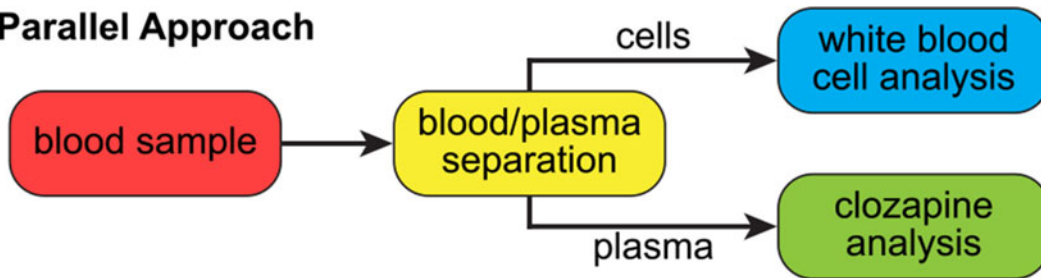 Parallel Approach
blood sample
blood/plasma
separation
cells
white blood
cell analysis
plasma
clozapine
analysis